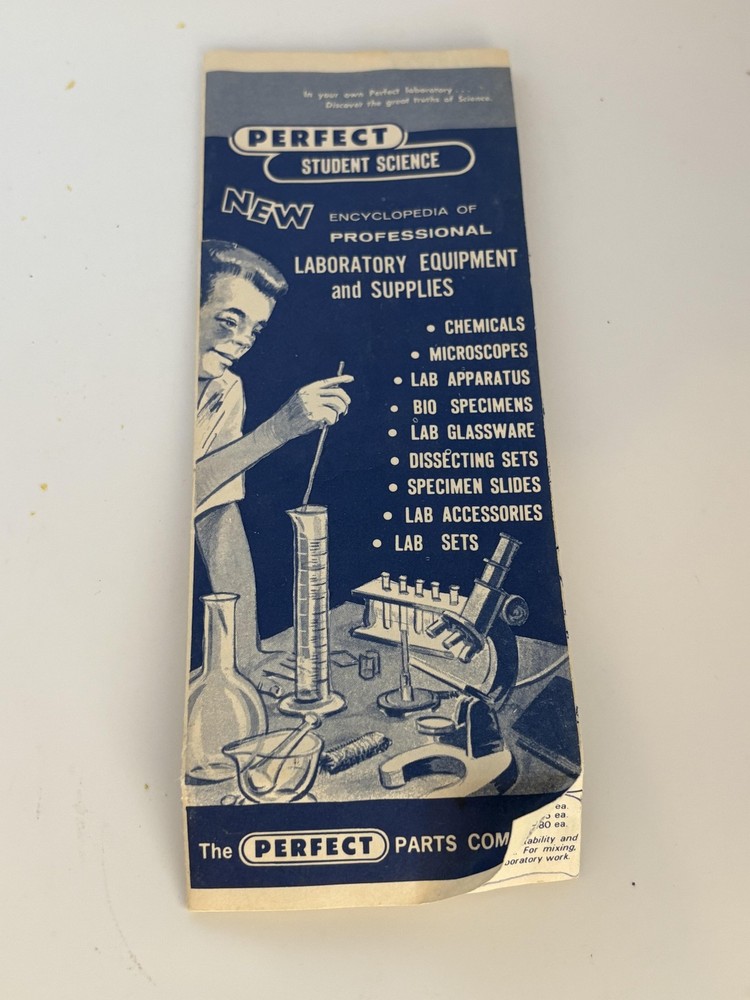 In your own Perfect laboratory . . .
Discover the great truths of Science.
PERFECT
STUDENT SCIENCE
NEW ENCYCLOPEDIA OF
PROFESSIONAL
LABORATORY EQUIPMENT
and SUPPLIES
• CHEMICALS
• MICROSCOPES
• LAB APPARATUS
• BIO SPECIMENS
• LAB GLASSWARE
• DISSECTING SETS
• SPECIMEN SLIDES
• LAB ACCESSORIES
• LAB SETS
The PERFECT PARTS COM
ea.
ea.
80 ea.
ability and
For mixing,
oratory work.